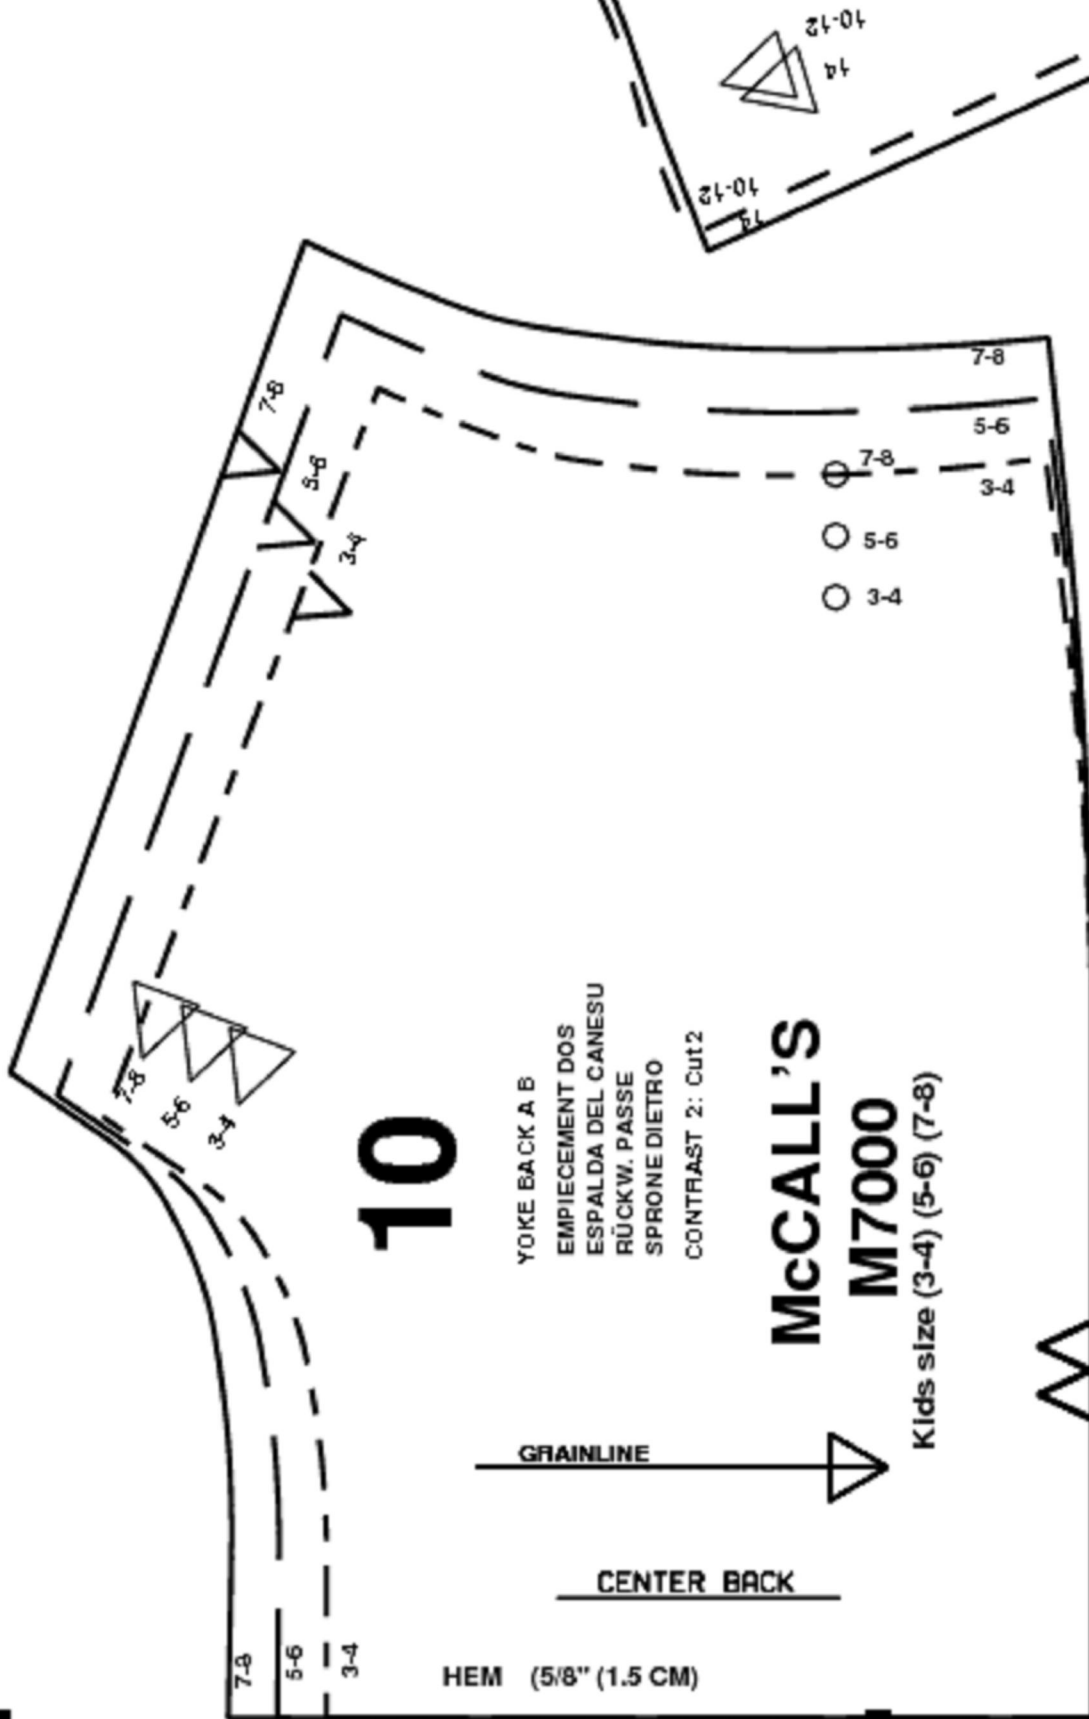 10-12
14
10-12
14
7-8
5-6
3-4
7-8
5-6
3-4
7-8
5-6
3-4
7-8
5-6
3-4
10
YOKE BACK A B
EMPIECEMENT DOS
ESPALDA DEL CANESU
RÜCKW. PASSE
SPRONE DIETRO
CONTRAST 2: Cut2
McCALL'S
M7000
Kids size (3-4) (5-6) (7-8)
GRAINLINE
CENTER BACK
7-8
5-6
3-4
HEM (5/8" (1.5 CM)